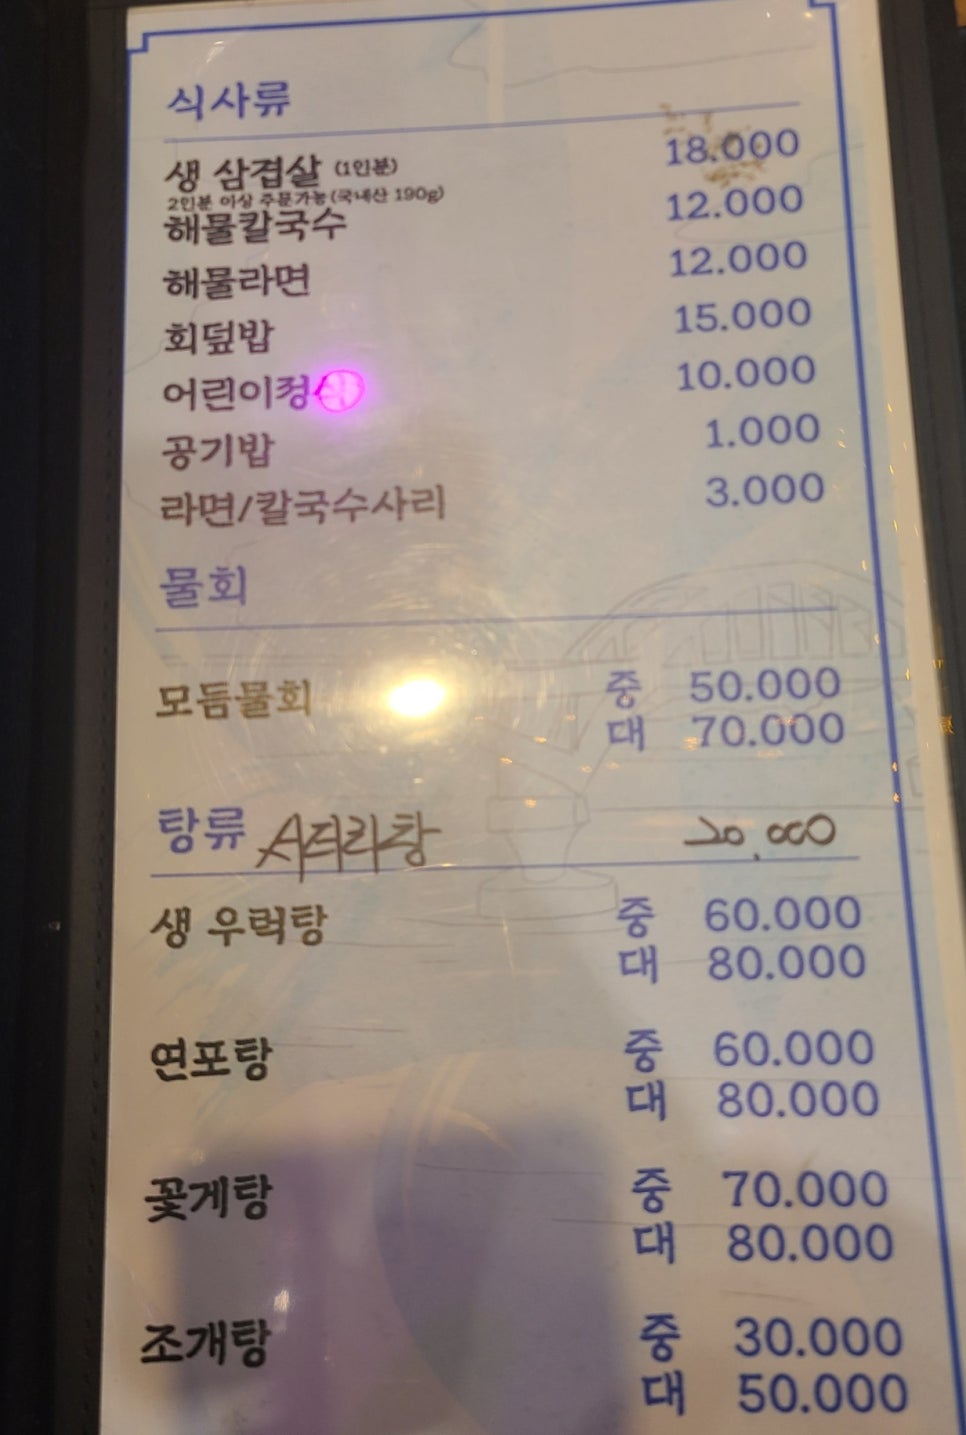 식사류
생 삼겹살 (1인분) 18.000
2인분 이상 주문가능 (국내산 190g)
해물칼국수 12.000
해물라면 12.000
회덮밥 15.000
어린이정식 10.000
공기밥 1.000
라면/칼국수사리 3.000
물회
모듬물회 중 50.000
대 70.000
탕류 서더리탕 20.000
생 우럭탕 중 60.000
대 80.000
연포탕 중 60.000
대 80.000
꽃게탕 중 70.000
대 80.000
조개탕 중 30.000
대 50.000